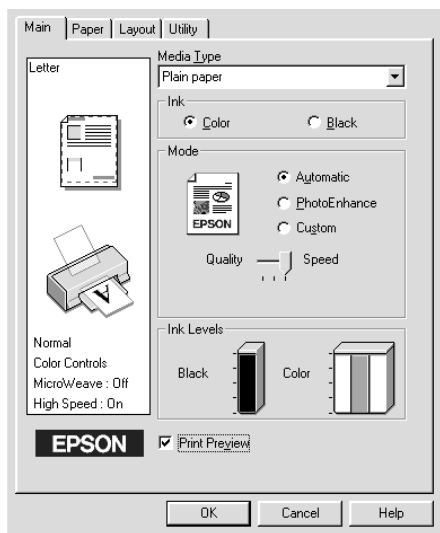 Main Paper Layout Utility
Letter
Media Type
Plain paper
Ink
Color Black
Mode
EPSON
Automatic
PhotoEnhance
Custom
Quality Speed
A
Normal
Color Controls
MicroWeave : Off
High Speed : On
Ink Levels
Black Color
EPSON
Print Preview
OK Cancel Help